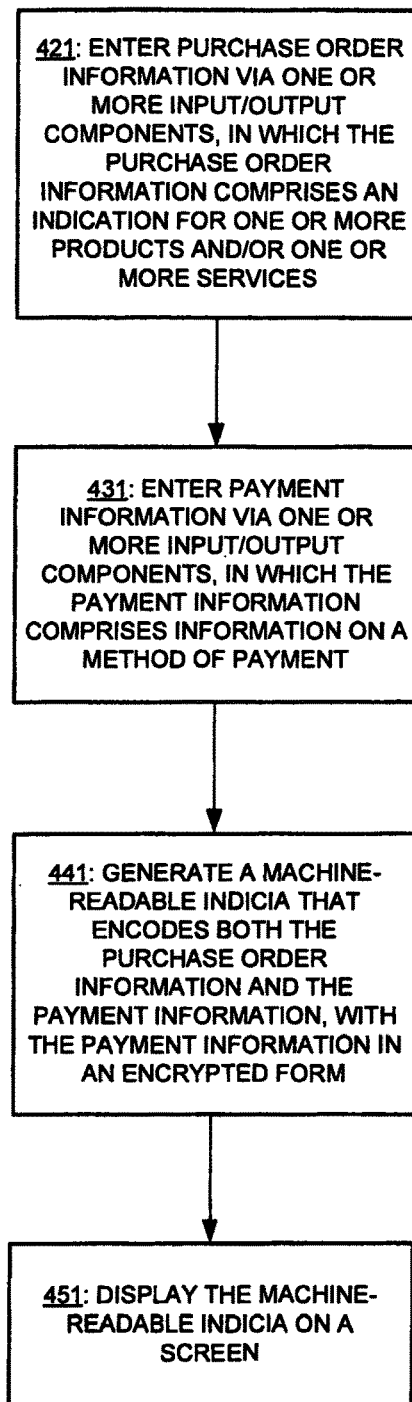 421: ENTER PURCHASE ORDER
INFORMATION VIA ONE OR
MORE INPUT/OUTPUT
COMPONENTS, IN WHICH THE
PURCHASE ORDER
INFORMATION COMPRISES AN
INDICATION FOR ONE OR MORE
PRODUCTS AND/OR ONE OR
MORE SERVICES
431: ENTER PAYMENT
INFORMATION VIA ONE OR
MORE INPUT/OUTPUT
COMPONENTS, IN WHICH THE
PAYMENT INFORMATION
COMPRISES INFORMATION ON A
METHOD OF PAYMENT
441: GENERATE A MACHINE-
READABLE INDICIA THAT
ENCODES BOTH THE
PURCHASE ORDER
INFORMATION AND THE
PAYMENT INFORMATION, WITH
THE PAYMENT INFORMATION IN
AN ENCRYPTED FORM
451: DISPLAY THE MACHINE-
READABLE INDICIA ON A
SCREEN